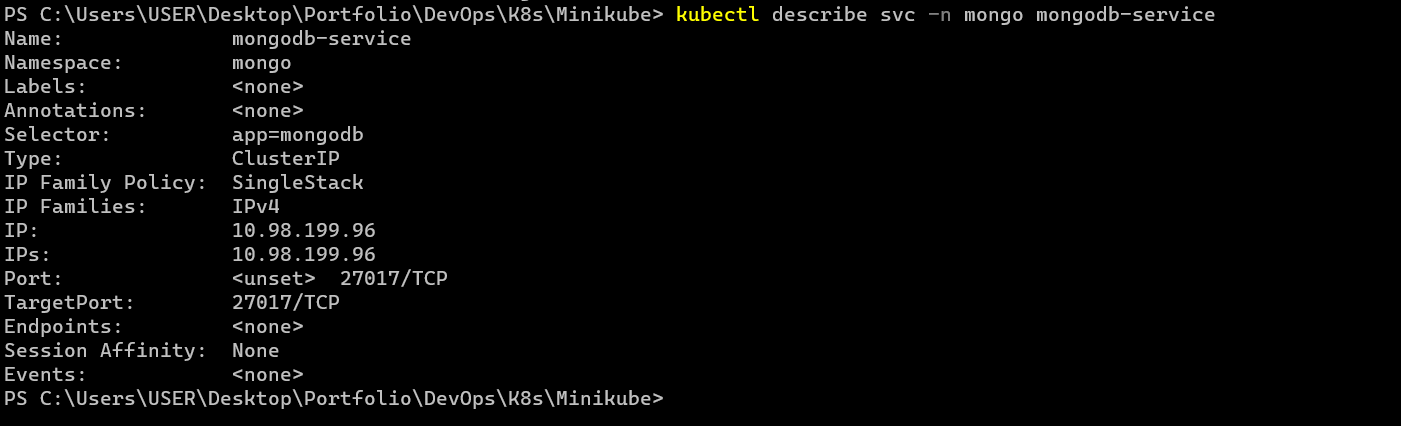 PS C:\Users\USER\Desktop\Portfolio\DevOps\K8s\Minikube> kubectl describe svc -n mongo mongodb-service
Name:              mongodb-service
Namespace:         mongo
Labels:            <none>
Annotations:       <none>
Selector:          app=mongodb
Type:              ClusterIP
IP Family Policy:  SingleStack
IP Families:       IPv4
IP:                10.98.199.96
IPs:               10.98.199.96
Port:              <unset>  27017/TCP
TargetPort:        27017/TCP
Endpoints:         <none>
Session Affinity:  None
Events:            <none>
PS C:\Users\USER\Desktop\Portfolio\DevOps\K8s\Minikube>